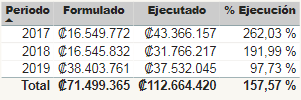 Periodo Formulado Ejecutado % Ejecución
2017 ₡16.549.772 ₡43.366.157 262,03 %
2018 ₡16.545.832 ₡31.766.217 191,99 %
2019 ₡38.403.761 ₡37.532.045 97,73 %
Total ₡71.499.365 ₡112.664.420 157,57 %